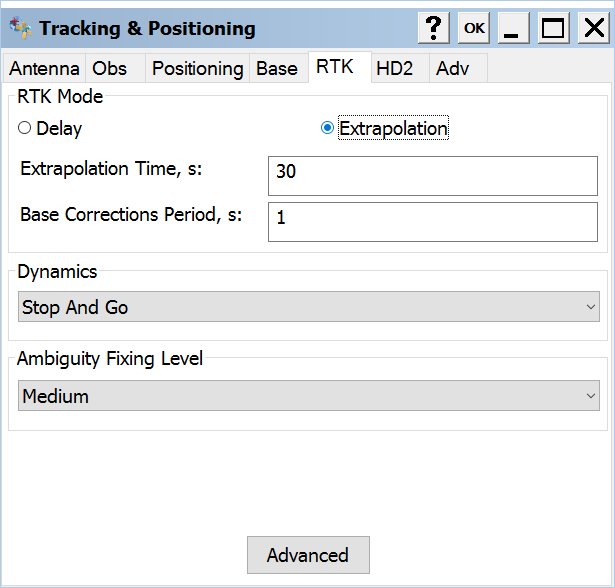 Tracking & Positioning ? OK
Antenna Obs Positioning Base RTK HD2 Adv
RTK Mode
Delay Extrapolation
Extrapolation Time, s: 30
Base Corrections Period, s: 1
Dynamics
Stop And Go
Ambiguity Fixing Level
Medium
Advanced